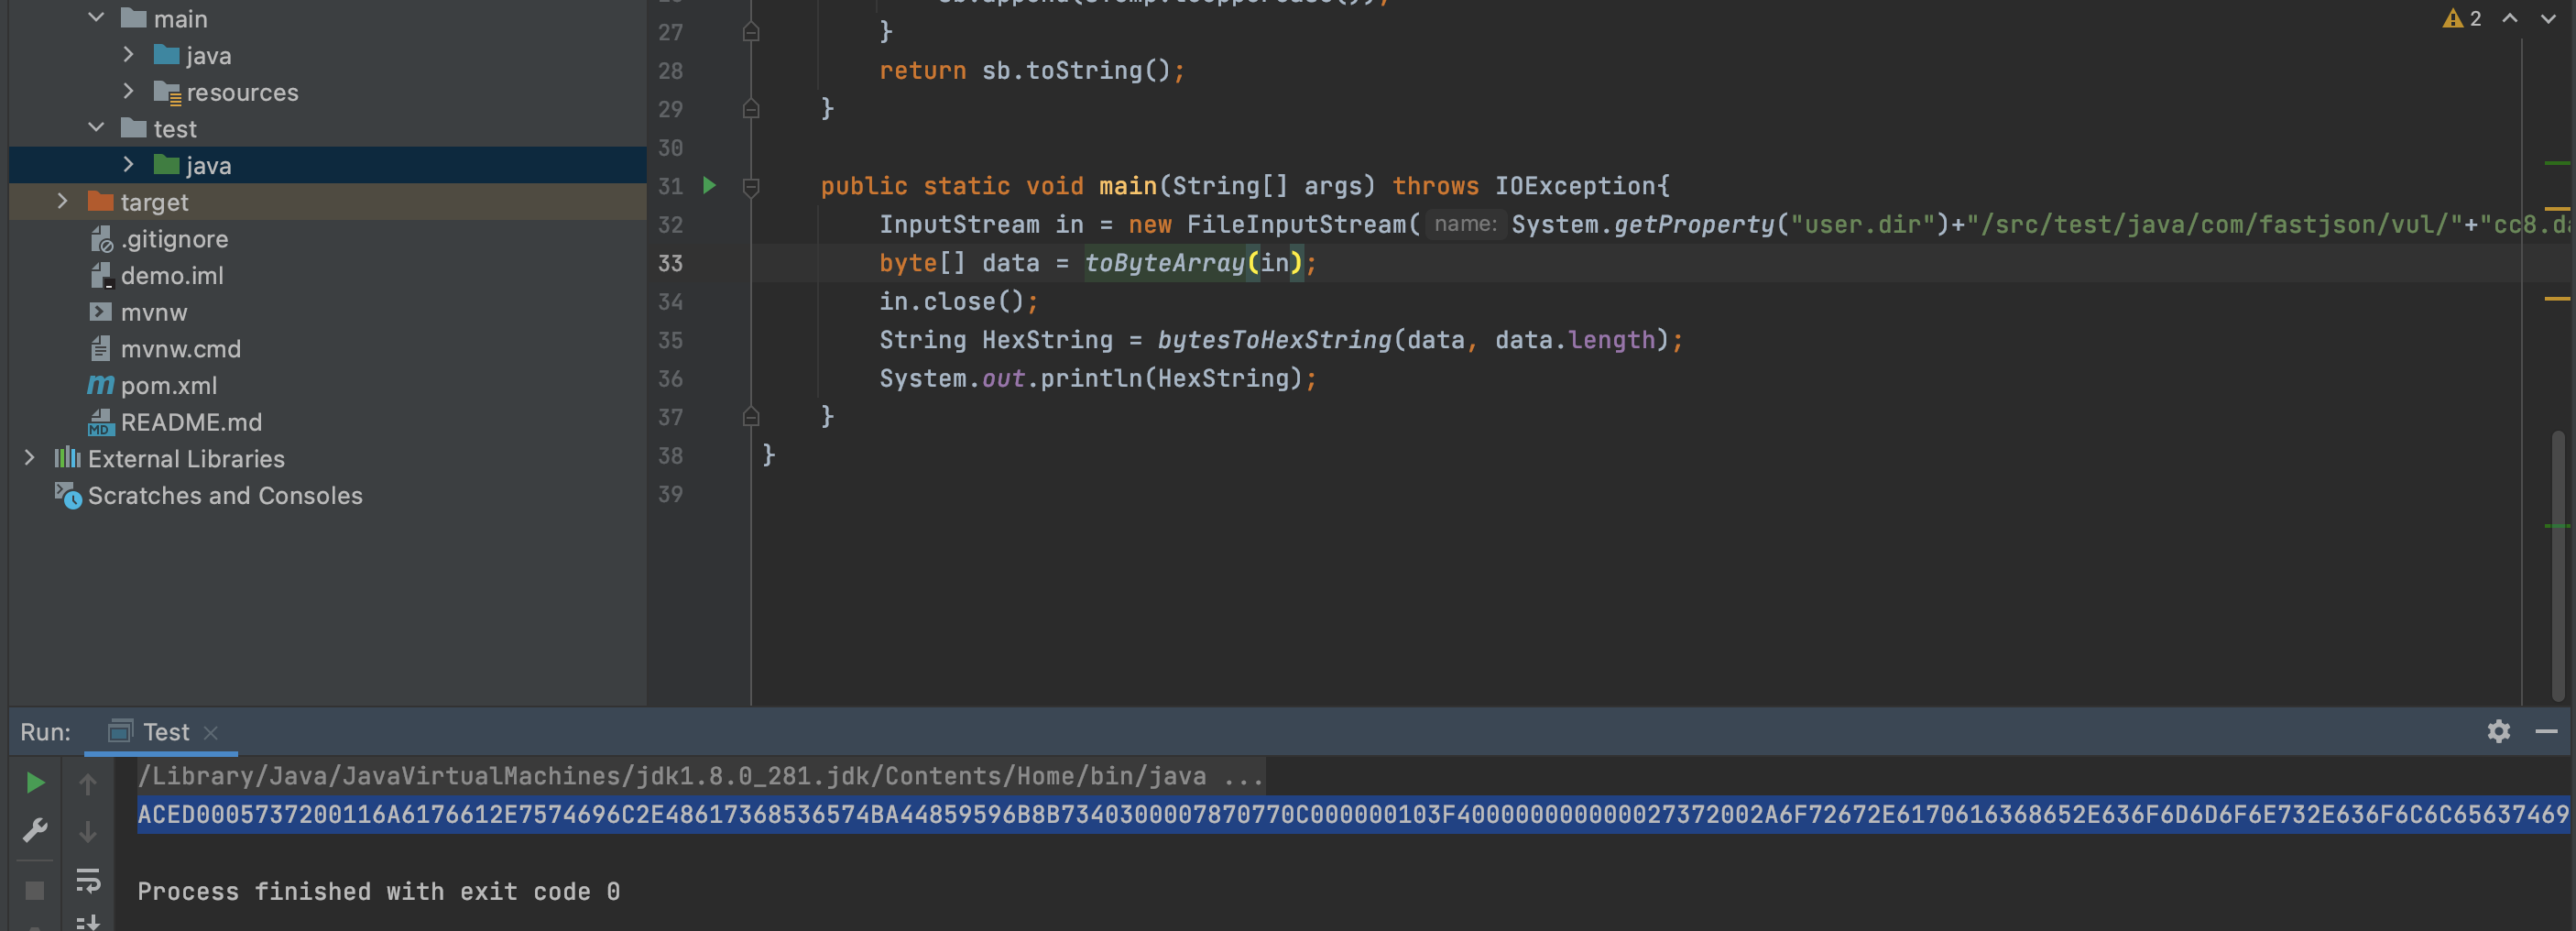 main
java
resources
test
java
target
.gitignore
demo.iml
mvnw
mvnw.cmd
pom.xml
README.md
External Libraries
Scratches and Consoles
2
27 }
28 return sb.toString();
29 }
30
31 public static void main(String[] args) throws IOException{
32 InputStream in = new FileInputStream( name: System.getProperty("user.dir")+"/src/test/java/com/fastjson/vul/"+"cc8.da
33 byte[] data = toByteArray(in);
34 in.close();
35 String HexString = bytesToHexString(data, data.length);
36 System.out.println(HexString);
37 }
38 }
39
Run: Test
/Library/Java/JavaVirtualMachines/jdk1.8.0_281.jdk/Contents/Home/bin/java ...
ACED0005737200116A6176612E7574696C2E48617368536574BA44859596B8B7340300007870770C000000103F40000000000002737200 2A6F72672E6170616368652E636F6D6D6F6E732E636F6C6C656374696
Process finished with exit code 0